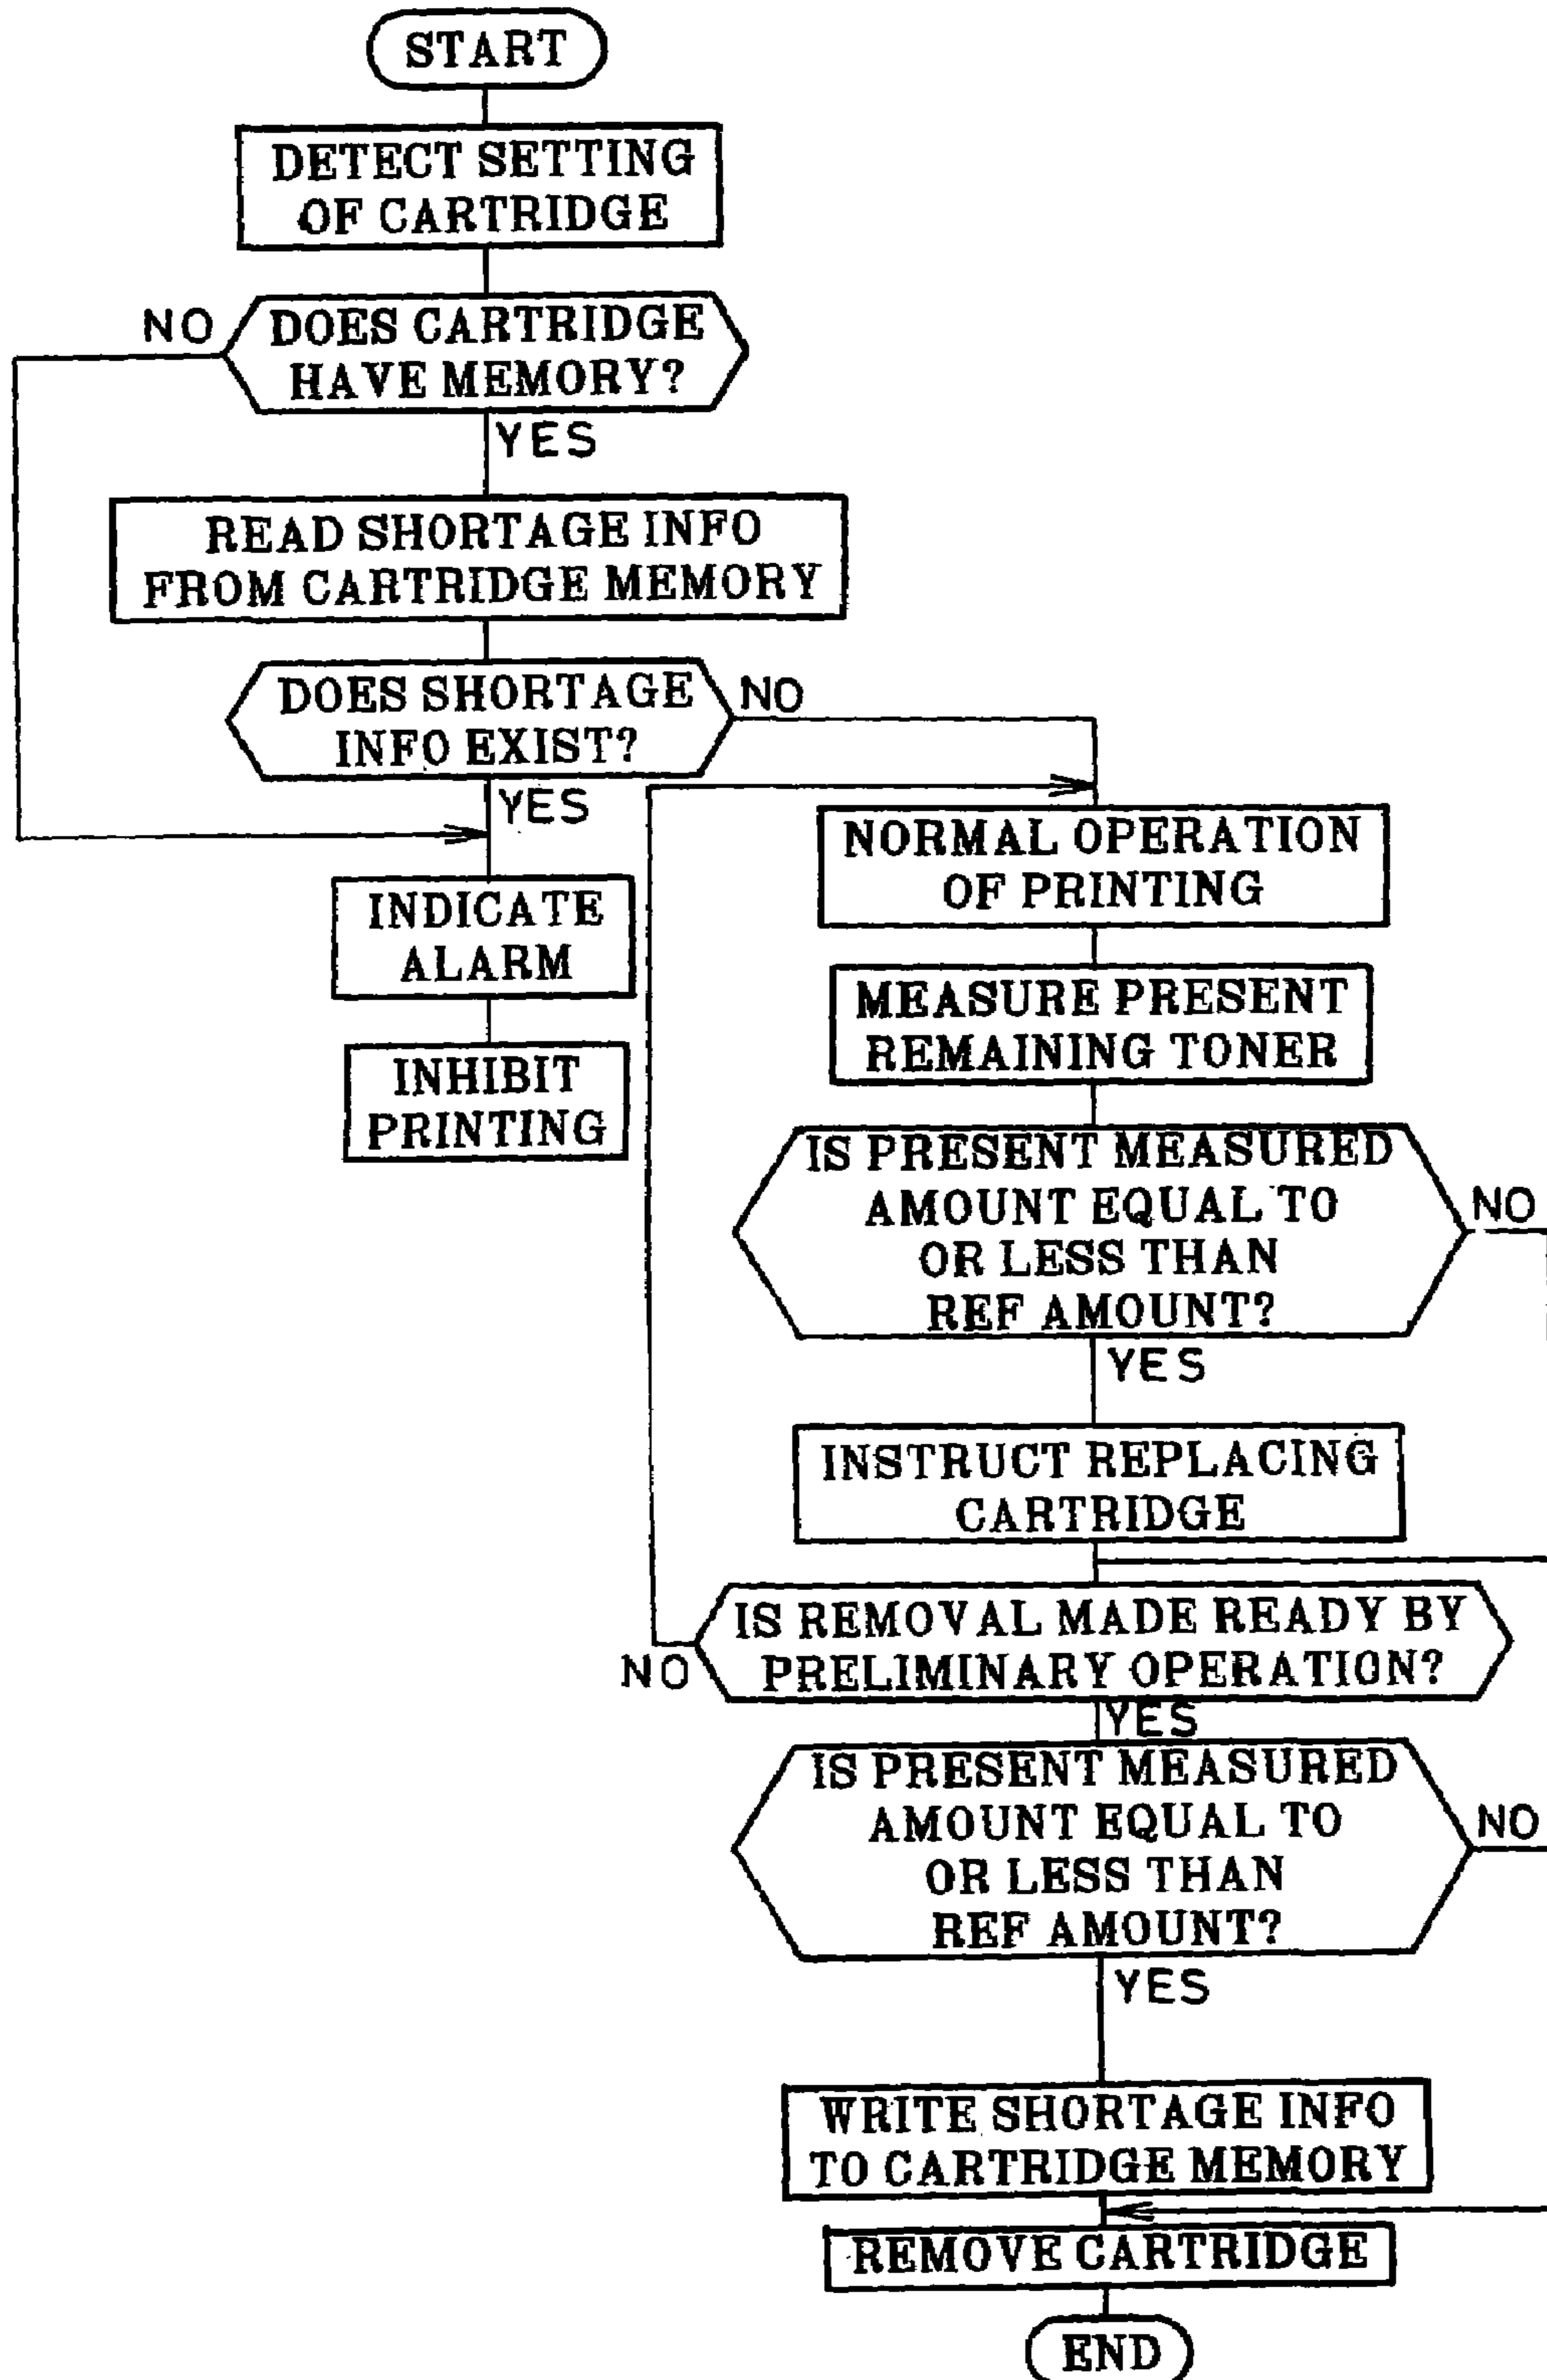 START
DETECT SETTING
OF CARTRIDGE
NO
DOES CARTRIDGE
HAVE MEMORY?
YES
READ SHORTAGE INFO
FROM CARTRIDGE MEMORY
DOES SHORTAGE
INFO EXIST?
NO
YES
INDICATE
ALARM
INHIBIT
PRINTING
NORMAL OPERATION
OF PRINTING
MEASURE PRESENT
REMAINING TONER
IS PRESENT MEASURED
AMOUNT EQUAL TO
OR LESS THAN
REF AMOUNT?
NO
YES
INSTRUCT REPLACING
CARTRIDGE
IS REMOVAL MADE READY BY
PRELIMINARY OPERATION?
NO
YES
IS PRESENT MEASURED
AMOUNT EQUAL TO
OR LESS THAN
REF AMOUNT?
NO
YES
WRITE SHORTAGE INFO
TO CARTRIDGE MEMORY
REMOVE CARTRIDGE
END